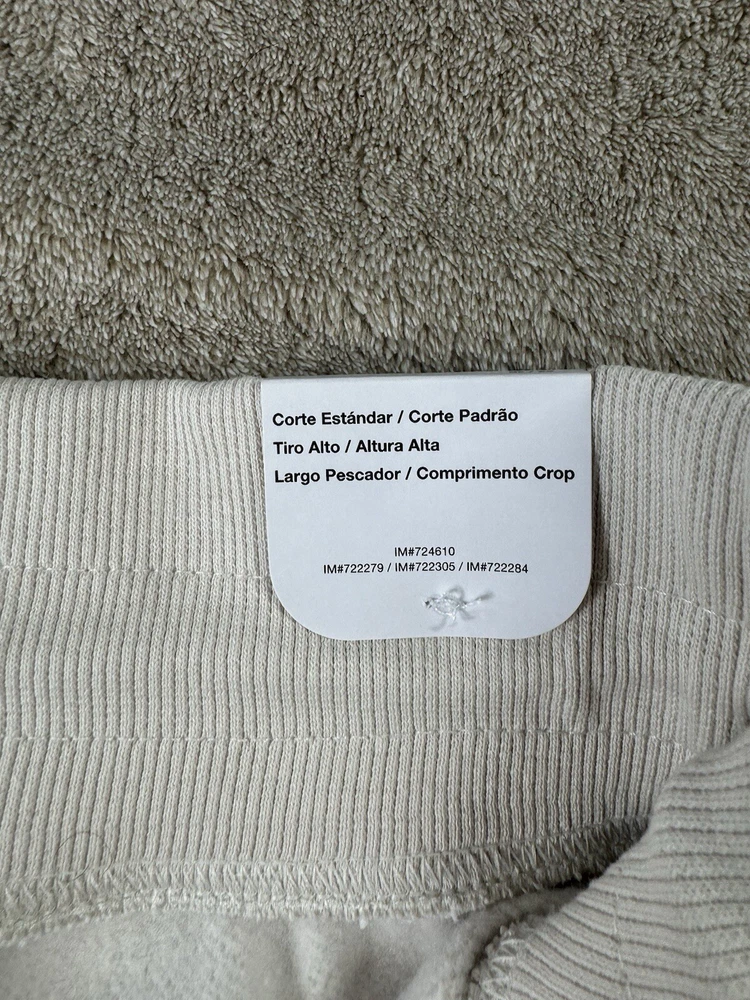 Corte Estándar / Corte Padrão
Tiro Alto / Altura Alta
Largo Pescador / Comprimento Crop
IM#724610
IM#722279 / IM#722305 / IM#722284